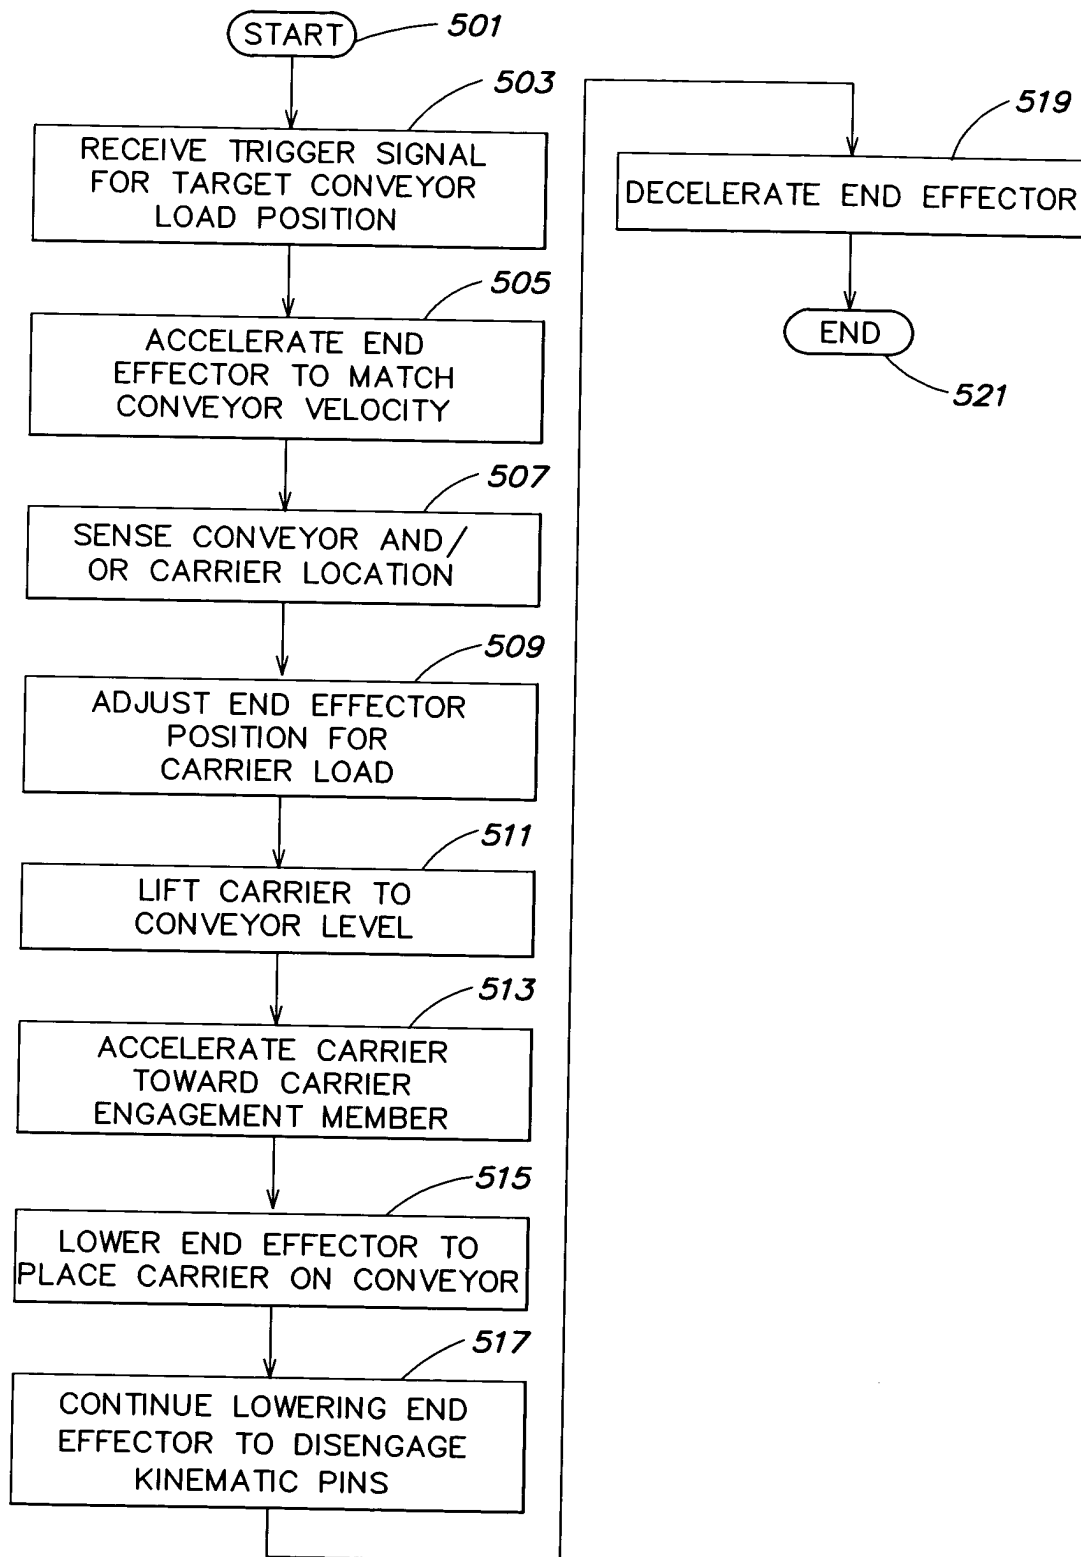 START
501
503
RECEIVE TRIGGER SIGNAL
FOR TARGET CONVEYOR
LOAD POSITION
505
ACCELERATE END
EFFECTOR TO MATCH
CONVEYOR VELOCITY
507
SENSE CONVEYOR AND/
OR CARRIER LOCATION
509
ADJUST END EFFECTOR
POSITION FOR
CARRIER LOAD
511
LIFT CARRIER TO
CONVEYOR LEVEL
513
ACCELERATE CARRIER
TOWARD CARRIER
ENGAGEMENT MEMBER
515
LOWER END EFFECTOR TO
PLACE CARRIER ON CONVEYOR
517
CONTINUE LOWERING END
EFFECTOR TO DISENGAGE
KINEMATIC PINS
519
DECELERATE END EFFECTOR
END
521